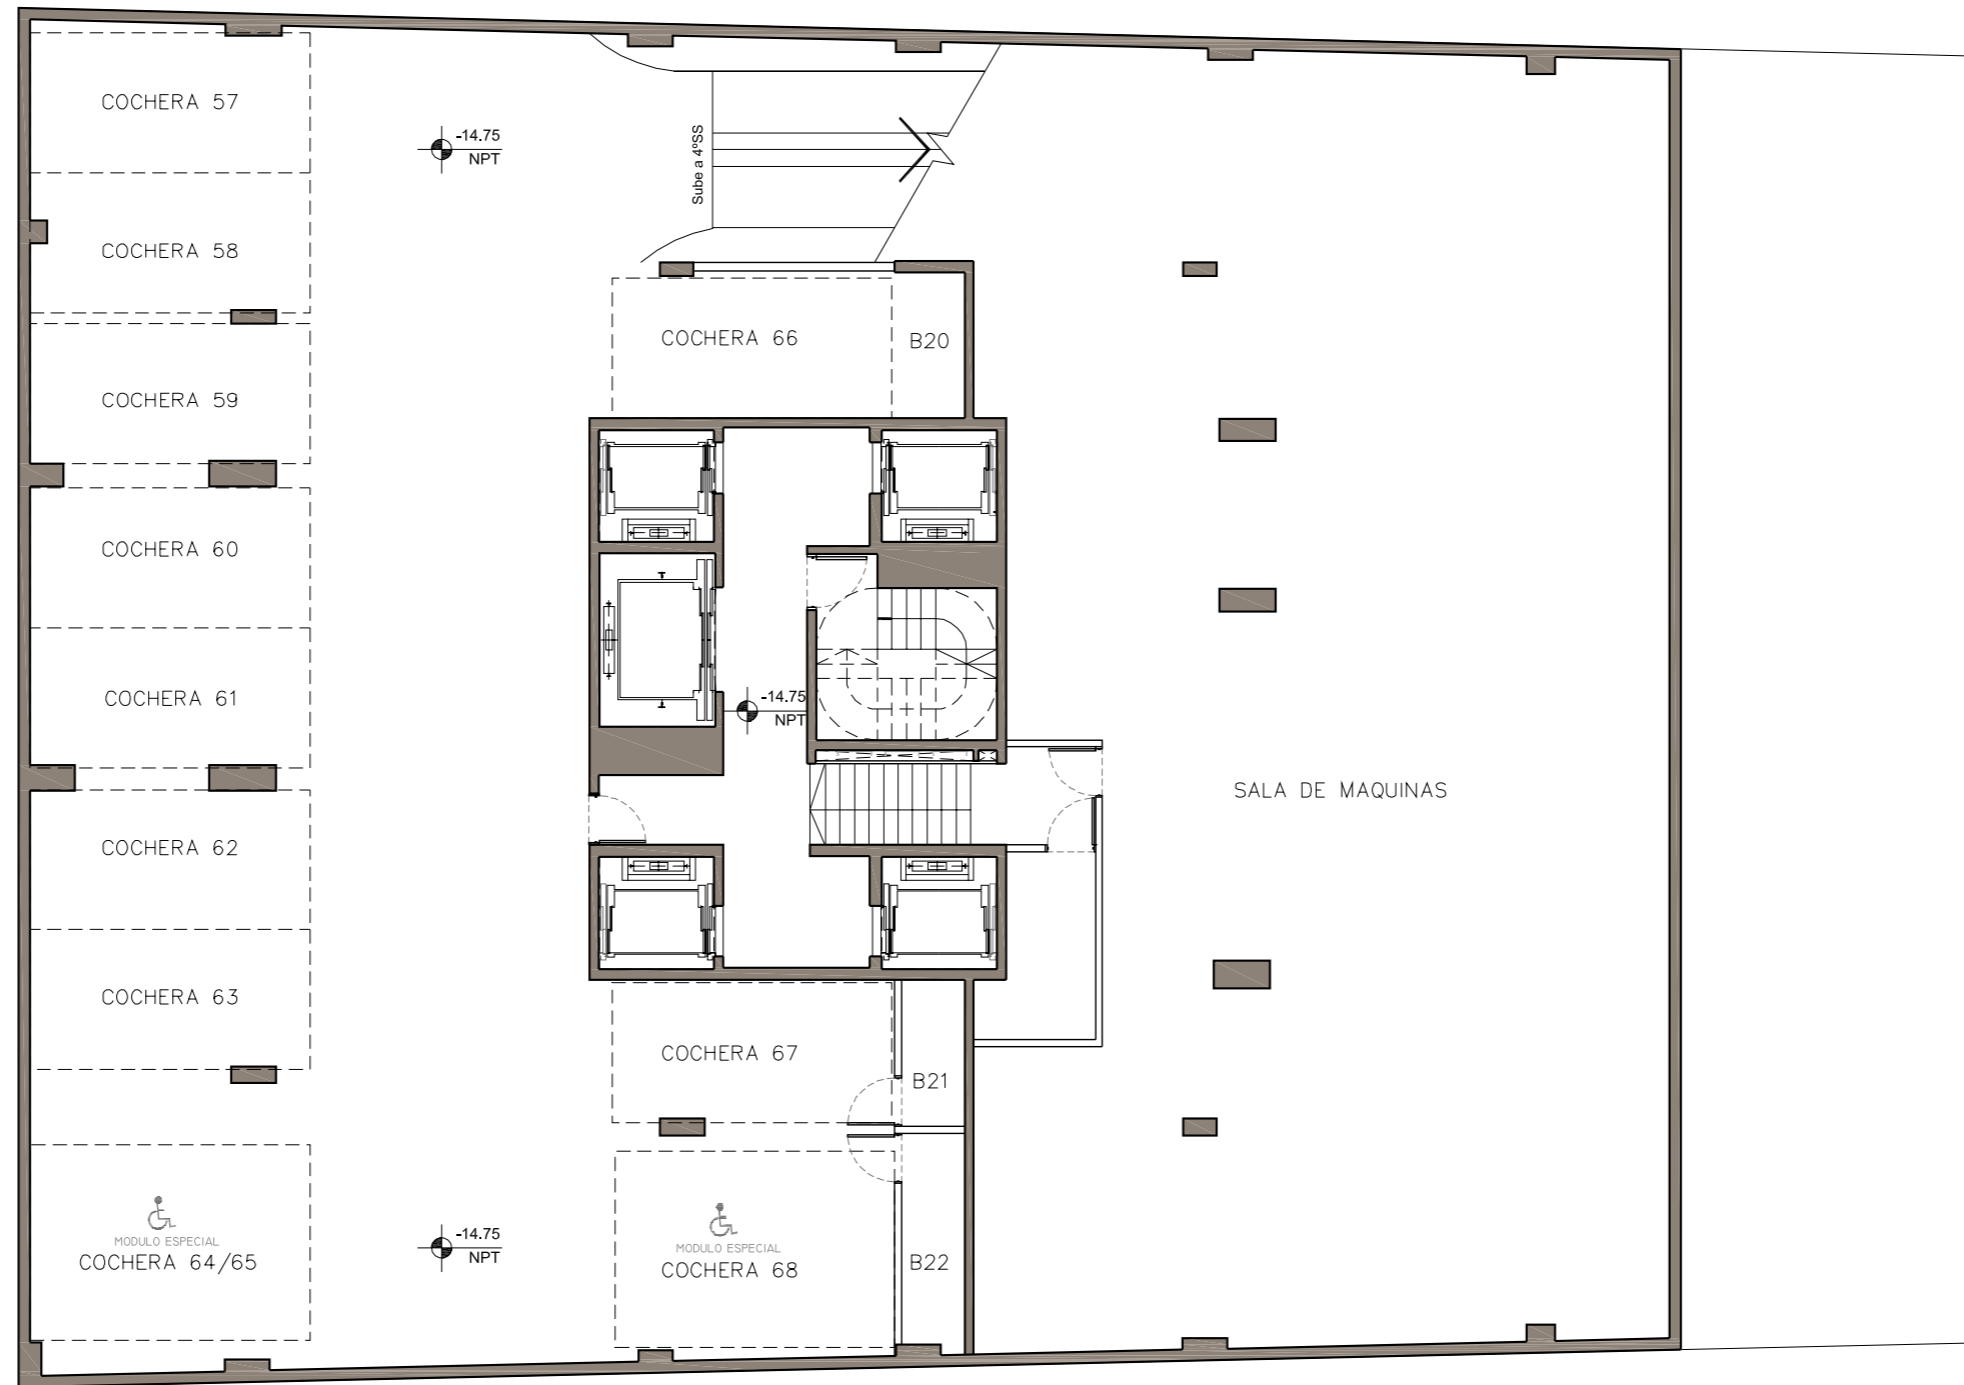 COCHERA 57
-14.75
NPT
Sube a 4ºSS
COCHERA 58
COCHERA 66
B20
COCHERA 59
COCHERA 60
COCHERA 61
-14.75
NPT
SALA DE MAQUINAS
COCHERA 62
COCHERA 63
COCHERA 67
B21
MODULO ESPECIAL
COCHERA 64/65
-14.75
NPT
MODULO ESPECIAL
COCHERA 68
B22